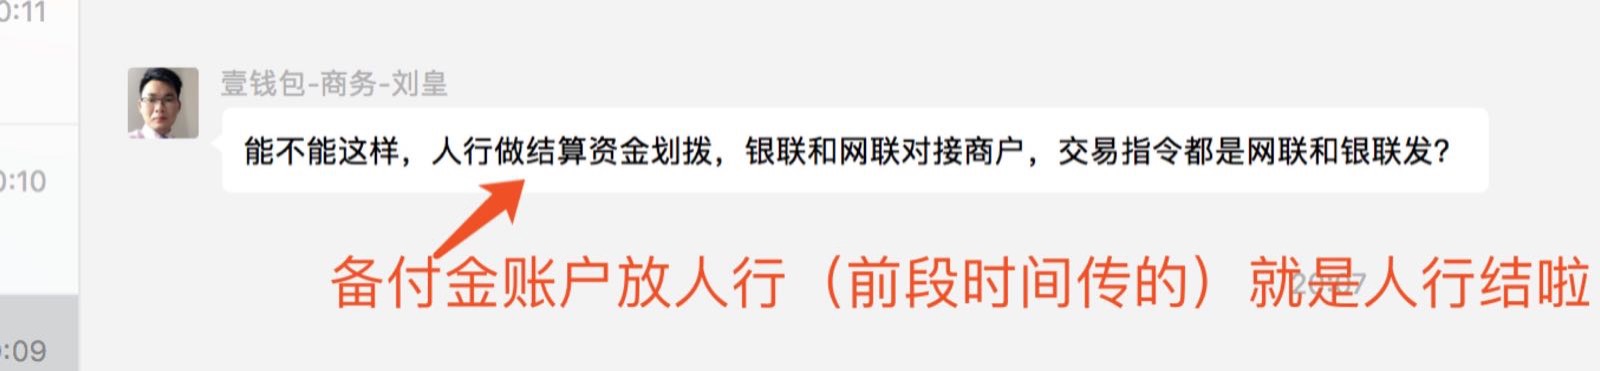 0:11
壹钱包-商务-刘皇
能不能这样，人行做结算资金划拨，银联和网联对接商户，交易指令都是网联和银联发？
0:10
备付金账户放人行（前段时间传的）就是人行结啦
0:09